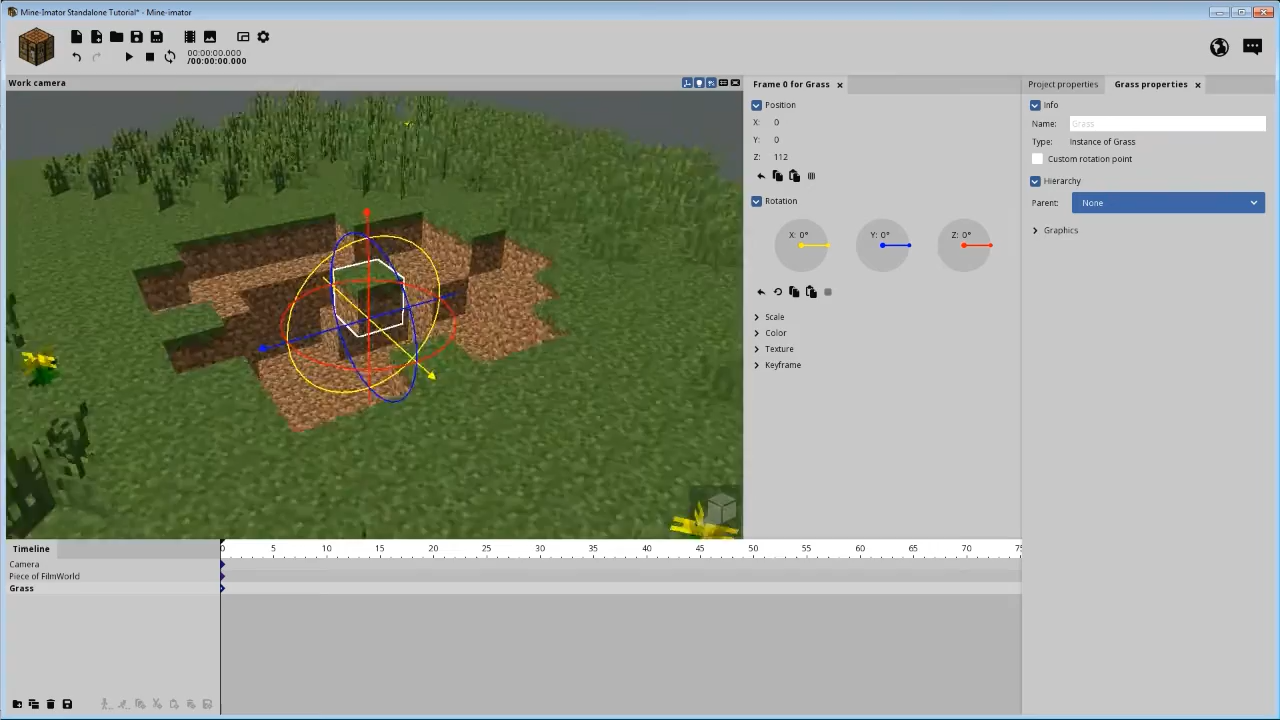 Mine-Imator Standalone Tutorial* - Mine-imator
00:00:00.000
/00:00:00.000
Work camera
Frame 0 for Grass
Position
X: 0
Y: 0
Z: 112
Rotation
X: 0° Y: 0° Z: 0°
Scale
Color
Texture
Keyframe
Project properties Grass properties
Info
Name: Grass
Type: Instance of Grass
Custom rotation point
Hierarchy
Parent: None
Graphics
Timeline
0 5 10 15 20 25 30 35 40 45 50 55 60 65 70 75
Camera
Piece of FilmWorld
Grass